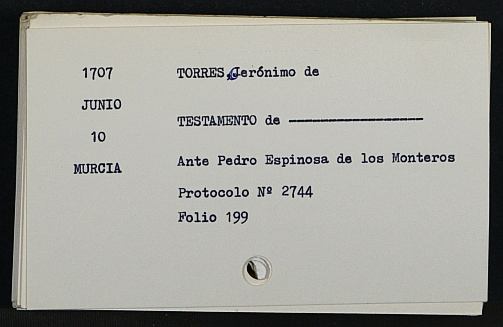 1707
JUNIO
10
MURCIA
TORRES, Jerónimo de
TESTAMENTO de -----------------
Ante Pedro Espinosa de los Monteros
Protocolo Nº 2744
Folio 199